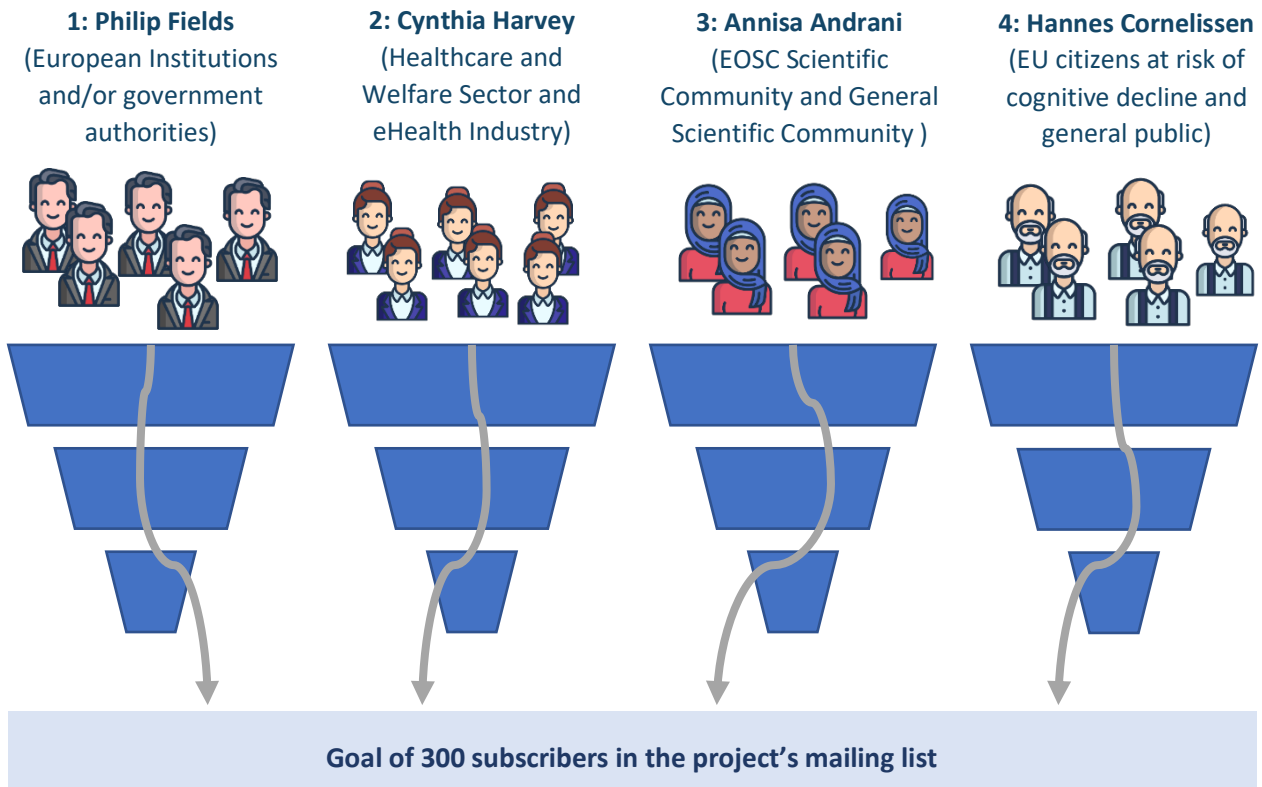 1: Philip Fields
(European Institutions
and/or government
authorities)
2: Cynthia Harvey
(Healthcare and
Welfare Sector and
eHealth Industry)
3: Annisa Andrani
(EOSC Scientific
Community and General
Scientific Community )
4: Hannes Cornelissen
(EU citizens at risk of
cognitive decline and
general public)
Goal of 300 subscribers in the project’s mailing list